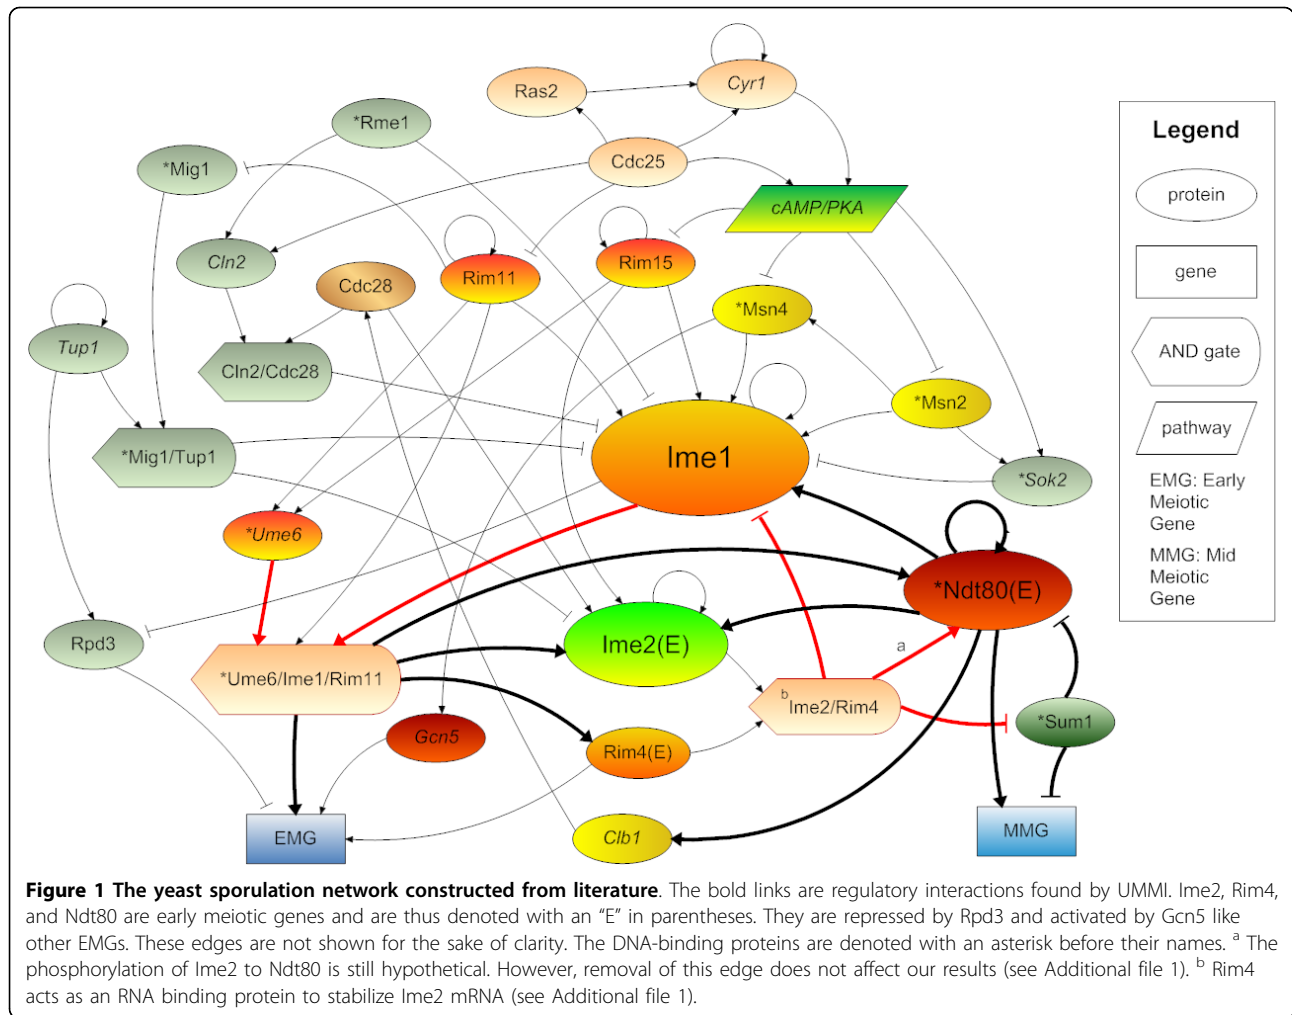 Ras2
Cyr1
*Rme1
*Mig1
Cdc25
cAMP/PKA
Cln2
Cdc28
Rim11
Rim15
*Msn4
Tup1
Cln2/Cdc28
*Msn2
*Mig1/Tup1
Ime1
*Sok2
*Ume6
*Ndt80(E)
Rpd3
Ime2(E)
a
*Ume6/Ime1/Rim11
b Ime2/Rim4
*Sum1
Gcn5
Rim4(E)
EMG
Clb1
MMG
Legend
protein
gene
AND gate
pathway
EMG: Early
Meiotic
Gene
MMG: Mid
Meiotic
Gene
Figure 1 The yeast sporulation network constructed from literature. The bold links are regulatory interactions found by UMMI. Ime2, Rim4,
and Ndt80 are early meiotic genes and are thus denoted with an "E" in parentheses. They are repressed by Rpd3 and activated by Gcn5 like
other EMGs. These edges are not shown for the sake of clarity. The DNA-binding proteins are denoted with an asterisk before their names. a The
phosphorylation of Ime2 to Ndt80 is still hypothetical. However, removal of this edge does not affect our results (see Additional file 1). b Rim4
acts as an RNA binding protein to stabilize Ime2 mRNA (see Additional file 1).